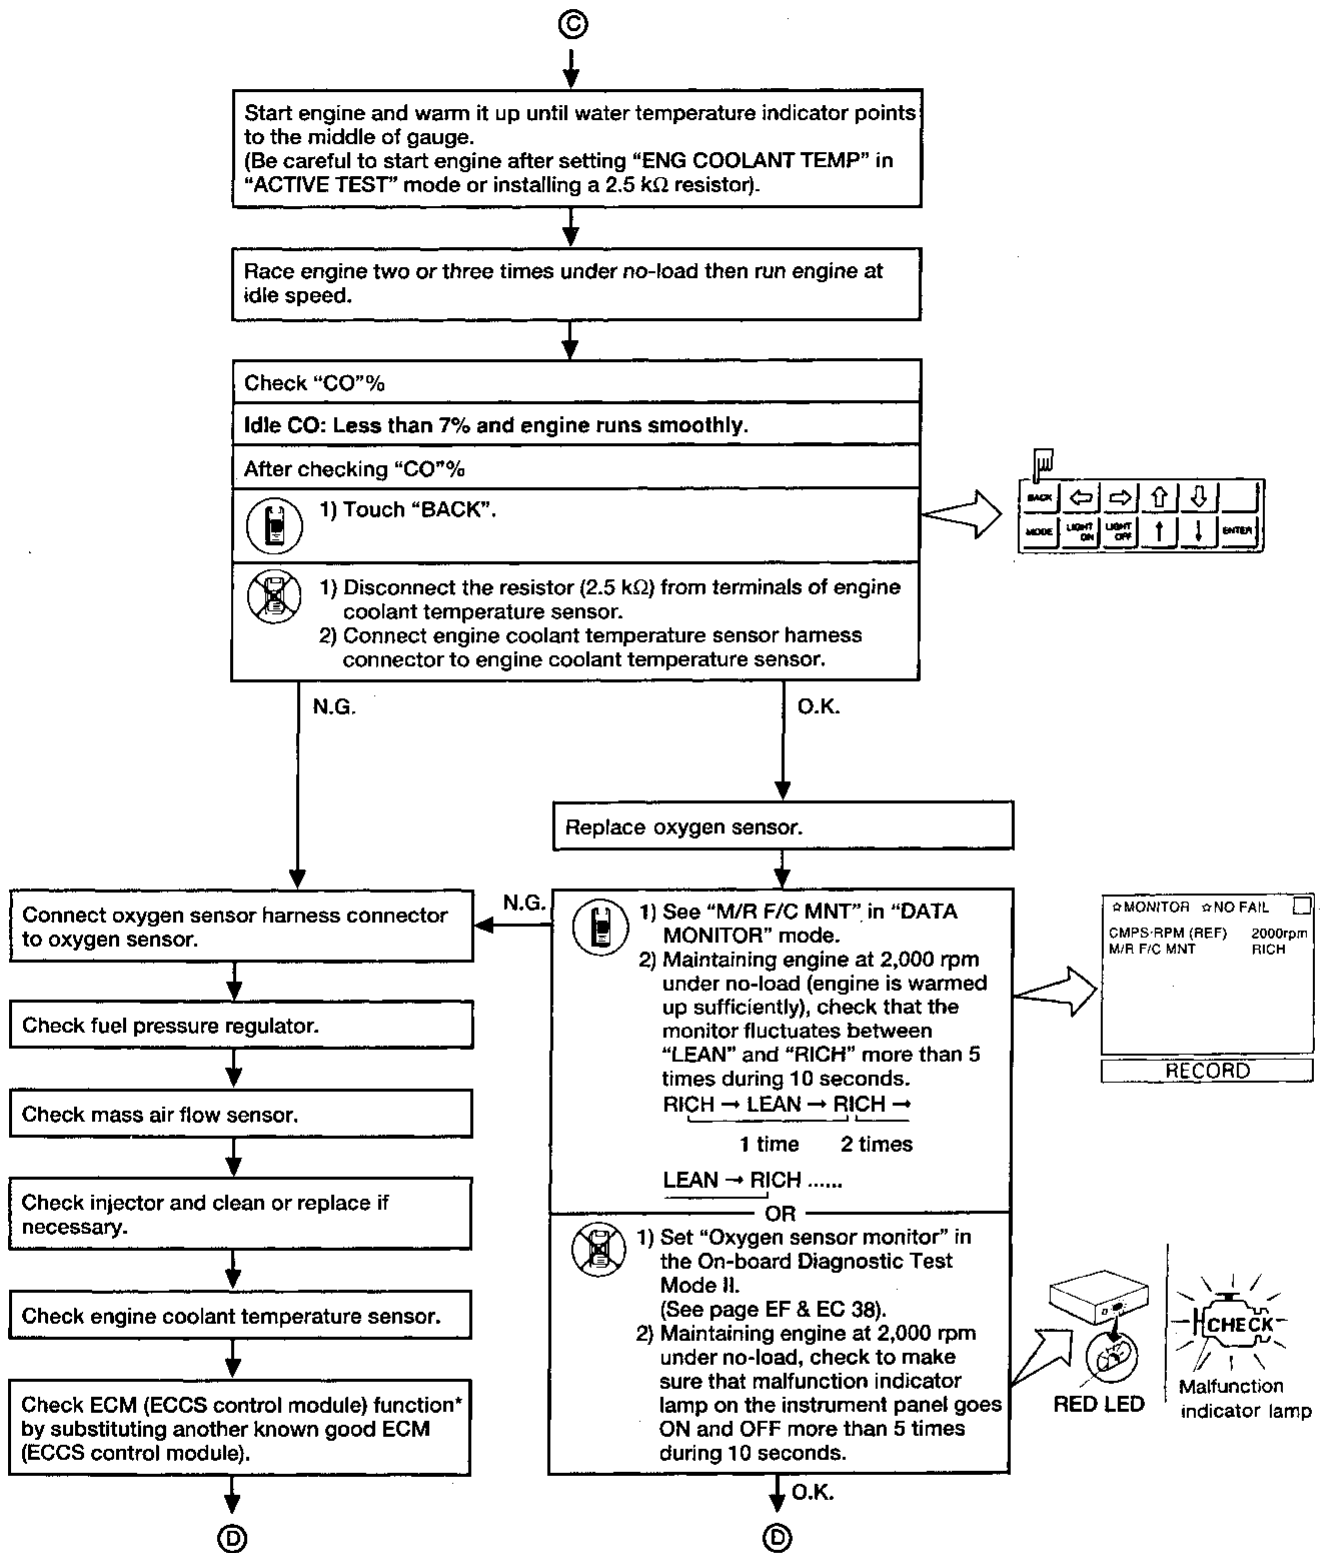 Ⓒ
Start engine and warm it up until water temperature indicator points
to the middle of gauge.
(Be careful to start engine after setting “ENG COOLANT TEMP” in
“ACTIVE TEST” mode or installing a 2.5 kΩ resistor).
Race engine two or three times under no-load then run engine at
idle speed.
Check “CO”%
Idle CO: Less than 7% and engine runs smoothly.
After checking “CO”%
1) Touch “BACK”.
BACK
MODE LIGHT ON LIGHT OFF ENTER
1) Disconnect the resistor (2.5 kΩ) from terminals of engine
coolant temperature sensor.
2) Connect engine coolant temperature sensor harness
connector to engine coolant temperature sensor.
N.G.
O.K.
Replace oxygen sensor.
N.G.
1) See “M/R F/C MNT” in “DATA
MONITOR” mode.
2) Maintaining engine at 2,000 rpm
under no-load (engine is warmed
up sufficiently), check that the
monitor fluctuates between
“LEAN” and “RICH” more than 5
times during 10 seconds.
RICH → LEAN → RICH →
1 time 2 times
LEAN → RICH ......
☆MONITOR ☆NO FAIL
CMPS·RPM (REF) 2000rpm
M/R F/C MNT RICH
RECORD
OR
1) Set “Oxygen sensor monitor” in
the On-board Diagnostic Test
Mode II.
(See page EF & EC 38).
2) Maintaining engine at 2,000 rpm
under no-load, check to make
sure that malfunction indicator
lamp on the instrument panel goes
ON and OFF more than 5 times
during 10 seconds.
RED LED
CHECK
Malfunction
indicator lamp
O.K.
Ⓓ
Connect oxygen sensor harness connector
to oxygen sensor.
Check fuel pressure regulator.
Check mass air flow sensor.
Check injector and clean or replace if
necessary.
Check engine coolant temperature sensor.
Check ECM (ECCS control module) function*
by substituting another known good ECM
(ECCS control module).
Ⓓ